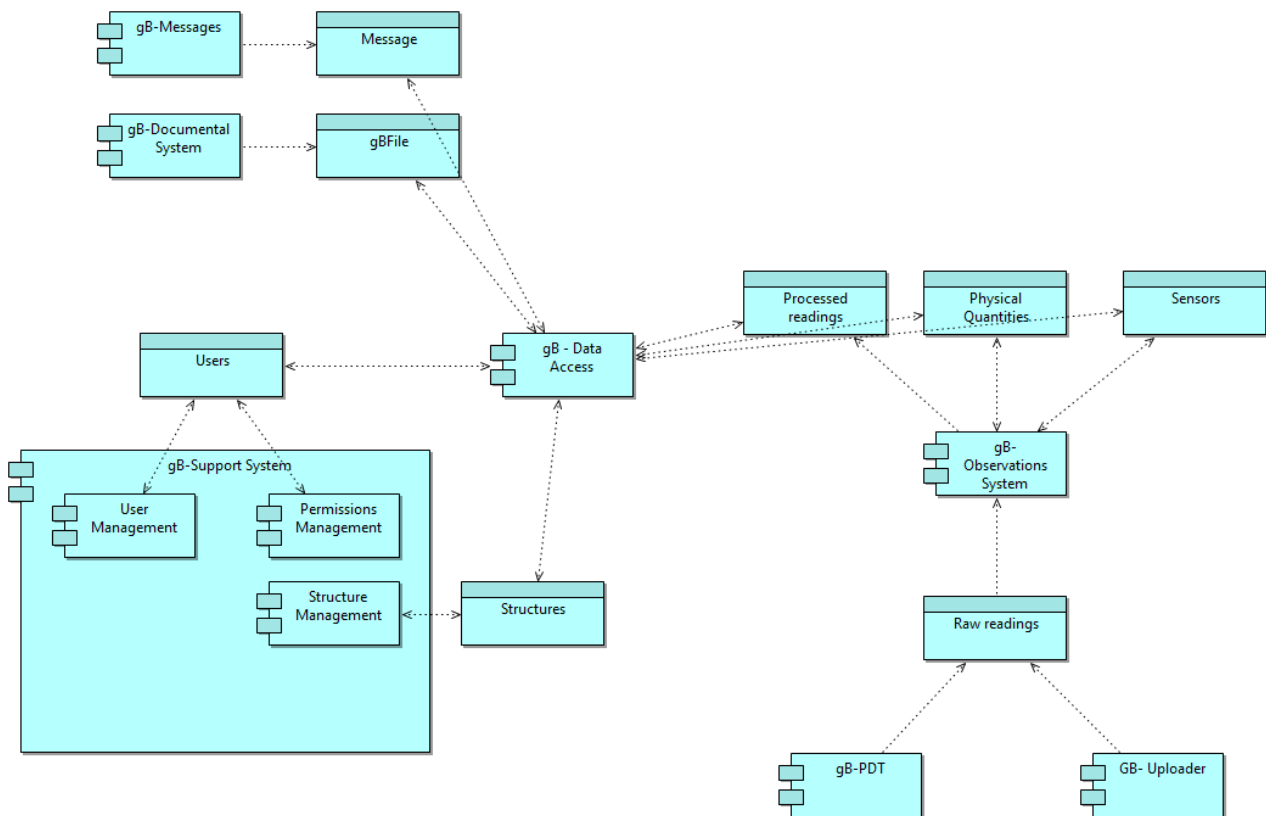 gB-Messages
Message
gB-Documental
System
gBFile
Processed
readings
Physical
Quantities
Sensors
Users
gB - Data
Access
gB-
Observations
System
gB-Support System
User
Management
Permissions
Management
Structure
Management
Structures
Raw readings
gB-PDT
GB- Uploader